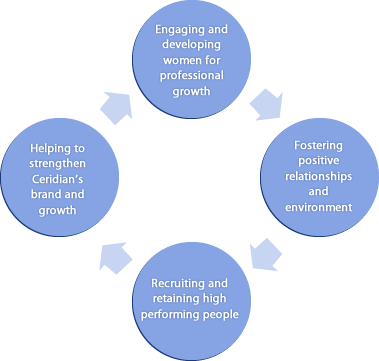 Engaging and
developing
women for
professional
growth
Fostering
positive
relationships
and
environment
Recruiting and
retaining high
performing people
Helping to
strengthen
Ceridian's
brand and
growth